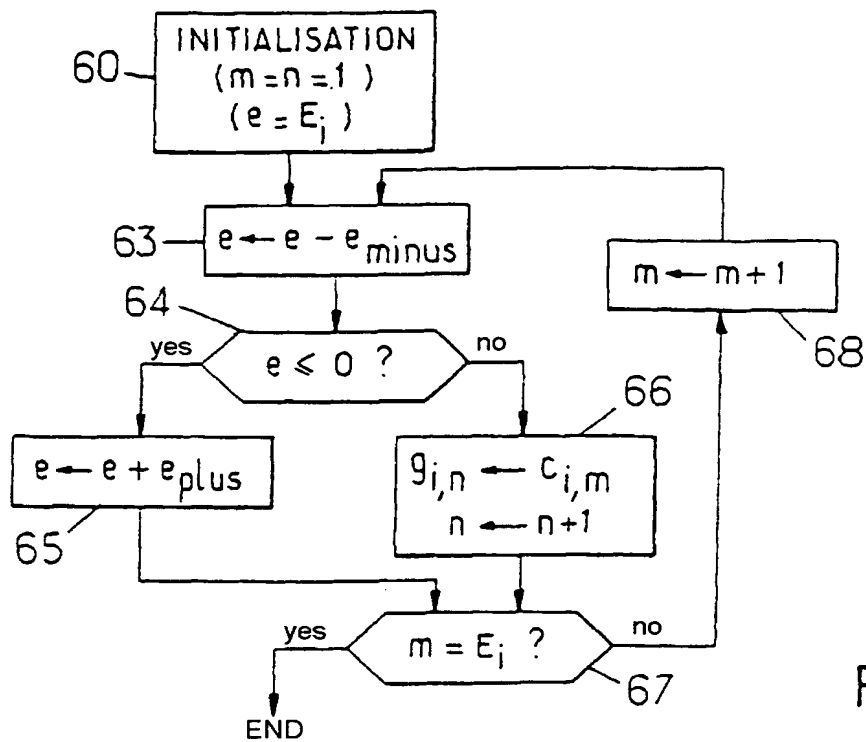 INITIALISATION
(m=n=.1)
(e = E_i)
60
63
e ← e - e_minus
m ← m+1
68
64
yes
e ≤ 0 ?
no
66
e ← e + e_plus
65
g_i,n ← c_i,m
n ← n+1
yes
m = E_i ?
no
67
END